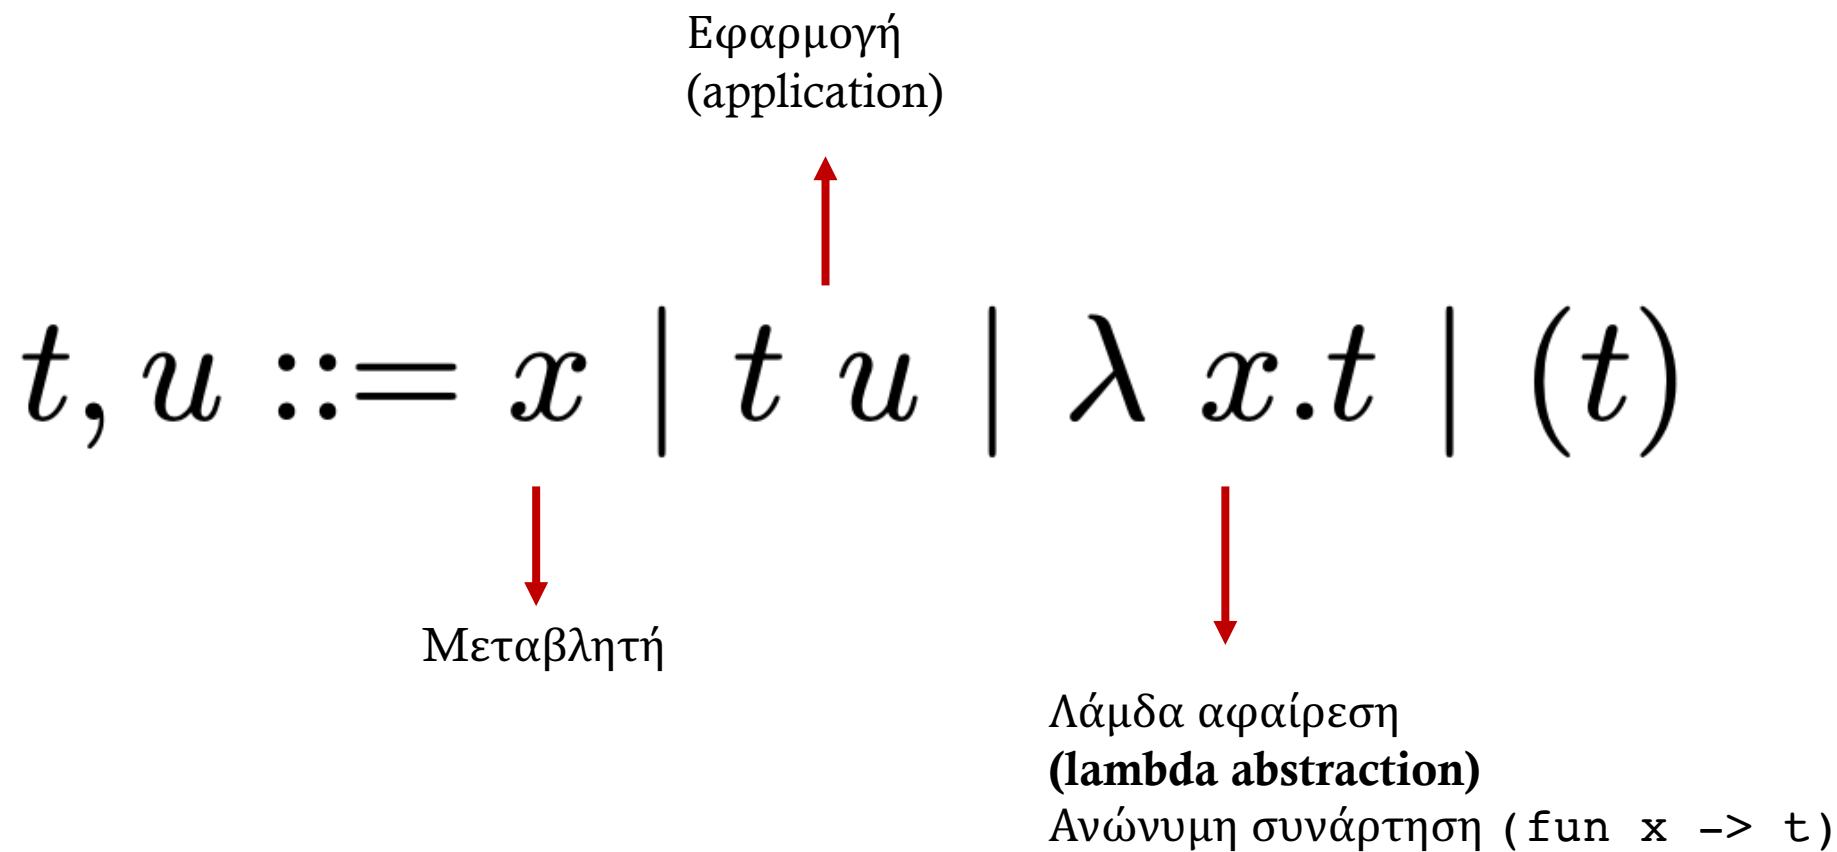 Εφαρμογή
(application)
t, u ::= x | t u | λ x.t | (t)
Μεταβλητή
Λάμδα αφαίρεση
(lambda abstraction)
Ανώνυμη συνάρτηση (fun x -> t)